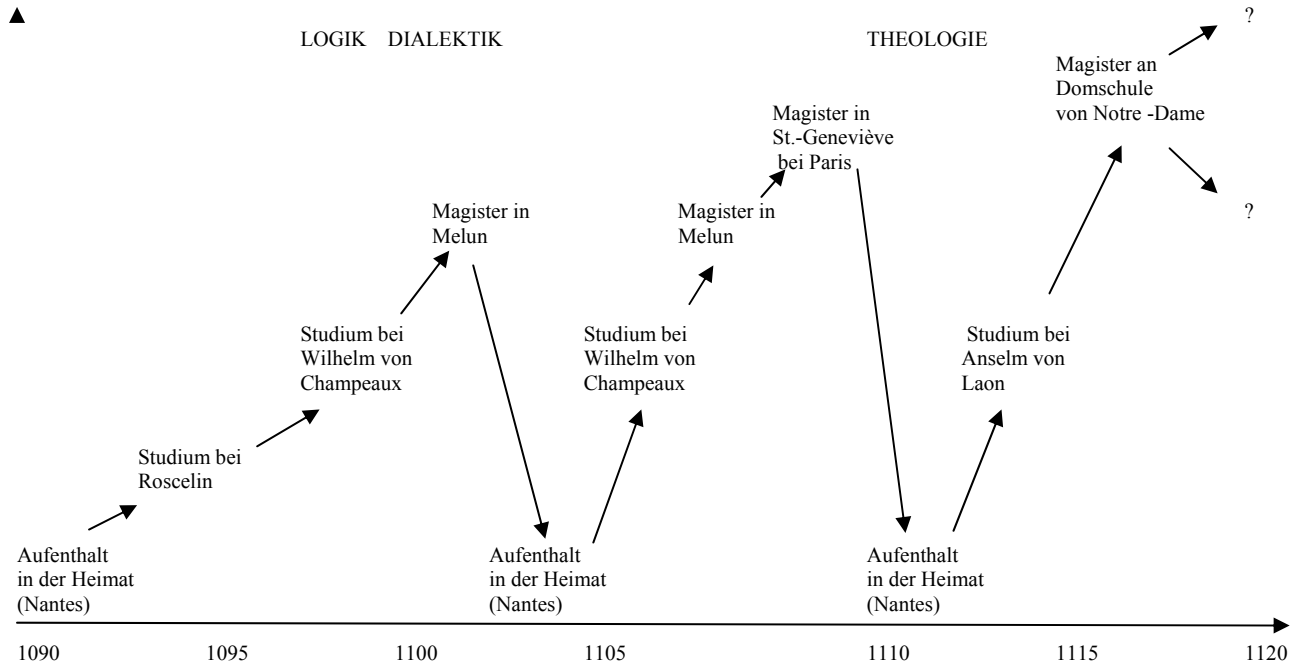 ?
LOGIK DIALEKTIK
THEOLOGIE
Magister an
Domschule
von Notre -Dame
Magister in
St.-Geneviève
bei Paris
?
Magister in
Melun
Magister in
Melun
Studium bei
Wilhelm von
Champeaux
Studium bei
Wilhelm von
Champeaux
Studium bei
Anselm von
Laon
Studium bei
Roscelin
Aufenthalt
in der Heimat
(Nantes)
Aufenthalt
in der Heimat
(Nantes)
Aufenthalt
in der Heimat
(Nantes)
1090 1095 1100 1105 1110 1115 1120